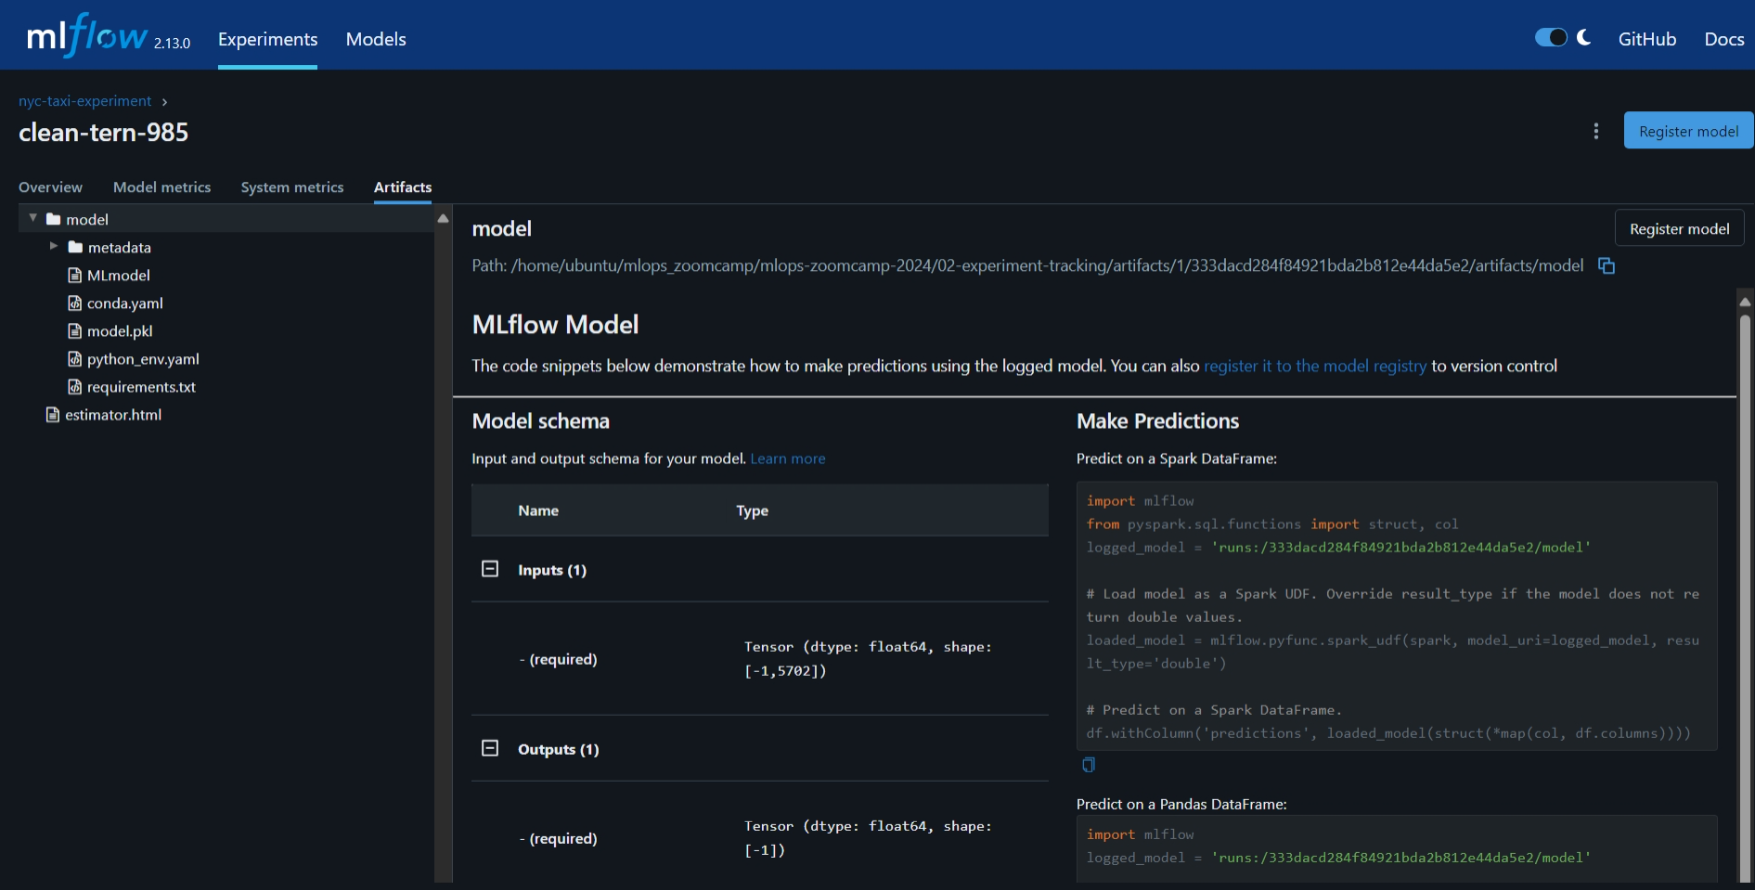 mlflow 2.13.0 Experiments Models GitHub Docs
nyc-taxi-experiment
clean-tern-985
Register model
Overview Model metrics System metrics Artifacts
model
metadata
MLmodel
conda.yaml
model.pkl
python_env.yaml
requirements.txt
estimator.html
model
Register model
Path: /home/ubuntu/mlops_zoomcamp/mlops-zoomcamp-2024/02-experiment-tracking/artifacts/1/333dacd284f84921bda2b812e44da5e2/artifacts/model
MLflow Model
The code snippets below demonstrate how to make predictions using the logged model. You can also register it to the model registry to version control
Model schema
Input and output schema for your model. Learn more
Name Type
Inputs (1)
- (required)
Tensor (dtype: float64, shape:
[-1,5702])
Outputs (1)
- (required)
Tensor (dtype: float64, shape:
[-1])
Make Predictions
Predict on a Spark DataFrame:
import mlflow
from pyspark.sql.functions import struct, col
logged_model = 'runs:/333dacd284f84921bda2b812e44da5e2/model'
# Load model as a Spark UDF. Override result_type if the model does not re
turn double values.
loaded_model = mlflow.pyfunc.spark_udf(spark, model_uri=logged_model, resu
lt_type='double')
# Predict on a Spark DataFrame.
df.withColumn('predictions', loaded_model(struct(*map(col, df.columns))))
Predict on a Pandas DataFrame:
import mlflow
logged_model = 'runs:/333dacd284f84921bda2b812e44da5e2/model'